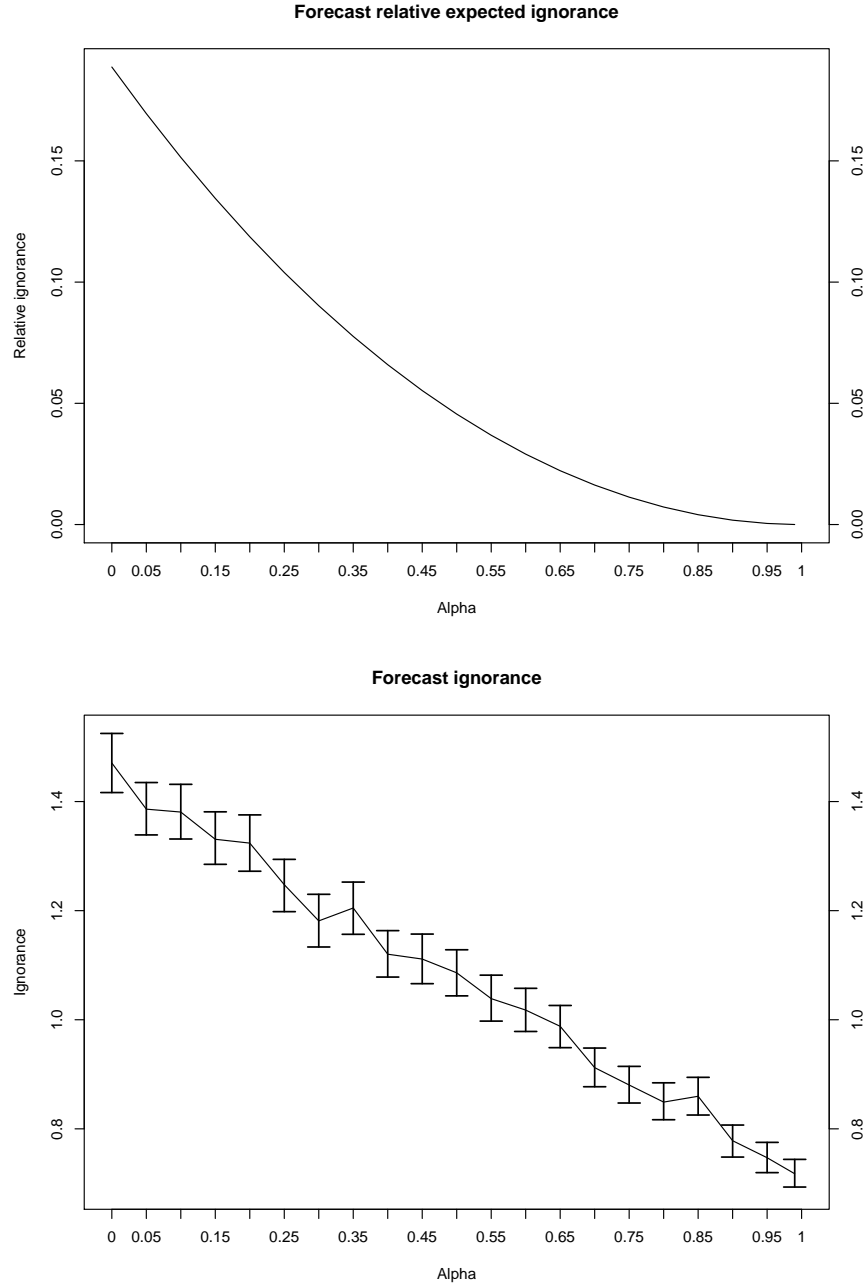 Forecast relative expected ignorance
Relative ignorance
0.15 0.15
0.10 0.10
0.05 0.05
0.00 0.00
0 0.05 0.15 0.25 0.35 0.45 0.55 0.65 0.75 0.85 0.95 1
Alpha
Forecast ignorance
Ignorance
1.4 1.4
1.2 1.2
1.0 1.0
0.8 0.8
0 0.05 0.15 0.25 0.35 0.45 0.55 0.65 0.75 0.85 0.95 1
Alpha